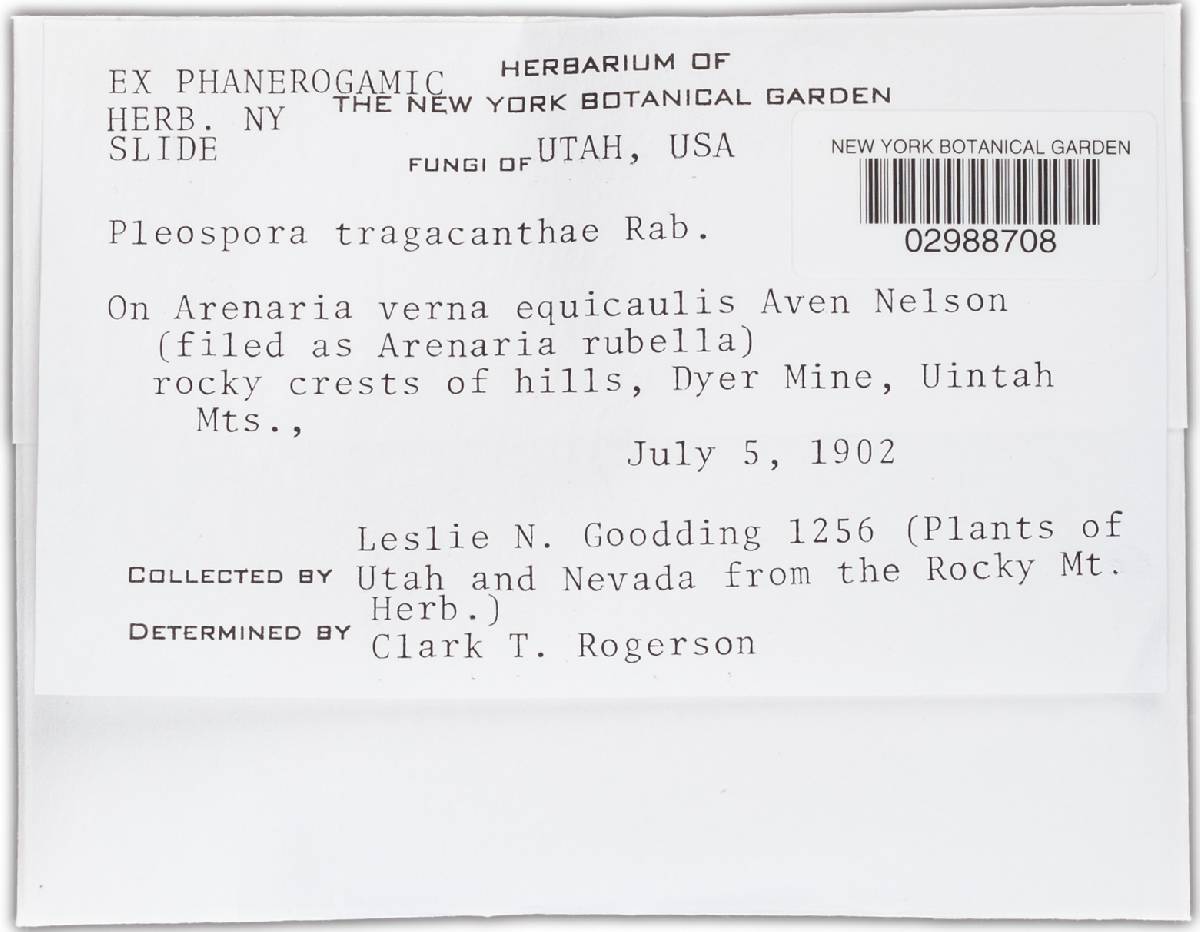 EX PHANEROGAMIC
HERB. NY
SLIDE
HERBARIUM OF
THE NEW YORK BOTANICAL GARDEN
FUNGI OF UTAH, USA
NEW YORK BOTANICAL GARDEN
02988708
Pleospora tragacanthae Rab.
On Arenaria verna equicaulis Aven Nelson
(filed as Arenaria rubella)
rocky crests of hills, Dyer Mine, Uintah
Mts.,
July 5, 1902
Leslie N. Goodding 1256 (Plants of
COLLECTED BY Utah and Nevada from the Rocky Mt.
Herb.)
DETERMINED BY Clark T. Rogerson